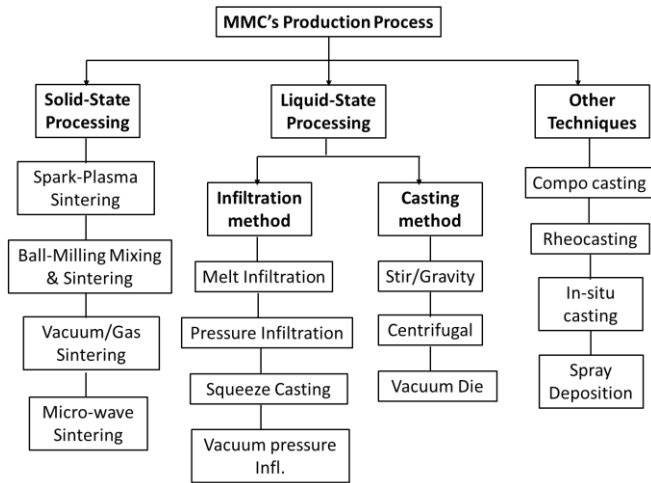 MMC's Production Process
Solid-State
Processing
Spark-Plasma
Sintering
Ball-Milling Mixing
& Sintering
Vacuum/Gas
Sintering
Micro-wave
Sintering
Liquid-State
Processing
Infiltration
method
Melt Infiltration
Pressure Infiltration
Squeeze Casting
Vacuum pressure
Infl.
Casting
method
Stir/Gravity
Centrifugal
Vacuum Die
Other
Techniques
Compo casting
Rheocasting
In-situ
casting
Spray
Deposition